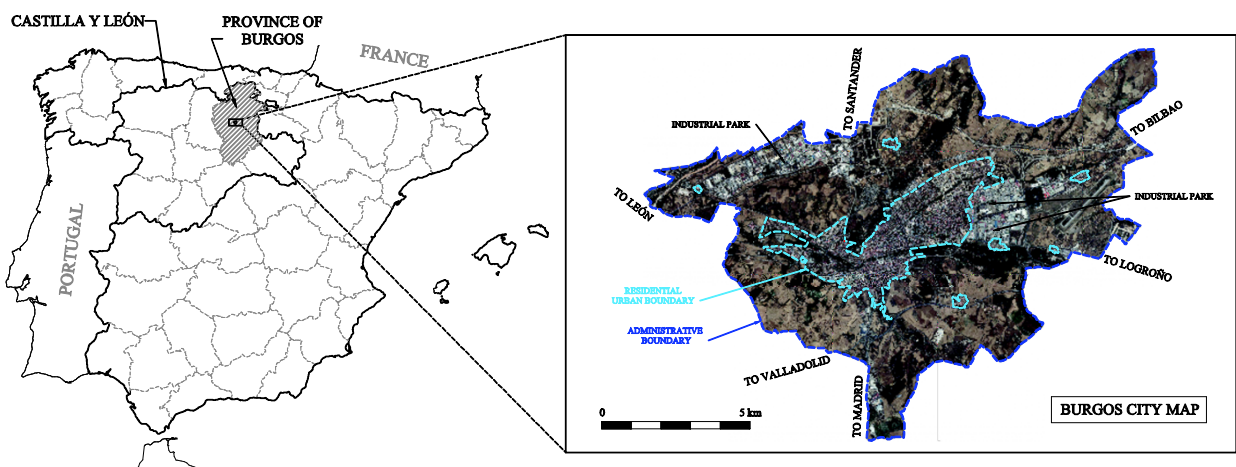 CASTILLA Y LEÓN
PROVINCE OF
BURGOS
FRANCE
PORTUGAL
TO SANTANDER
TO BILBAO
INDUSTRIAL PARK
TO LEÓN
INDUSTRIAL PARK
TO LOGROÑO
RESIDENTIAL
URBAN BOUNDARY
ADMINISTRATIVE
BOUNDARY
TO VALLADOLID
TO MADRID
0
5 km
BURGOS CITY MAP